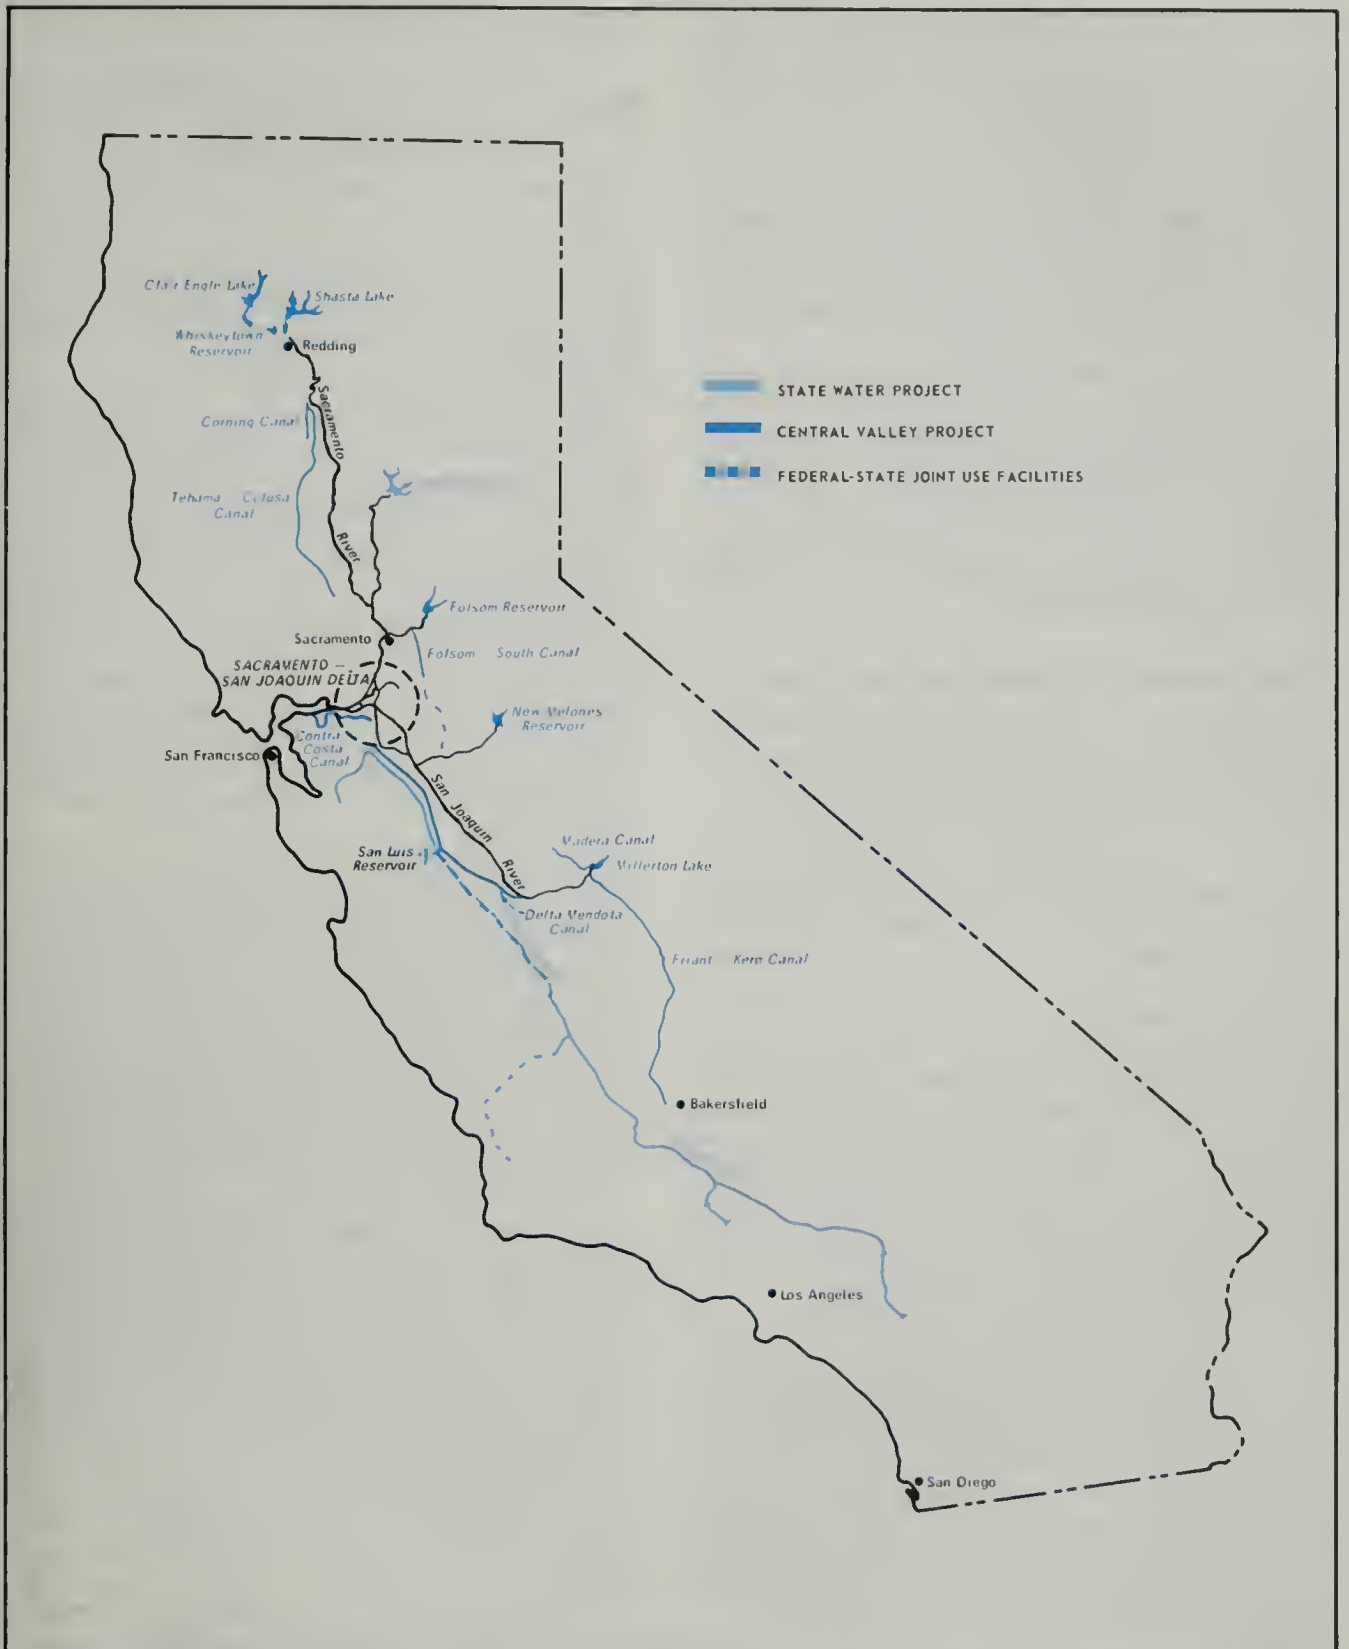 Clair Engle Lake
Shasta Lake
Whiskeytown
Reservoir
Redding
Sacramento
River
Corning Canal
Tehama Colusa
Canal
STATE WATER PROJECT
CENTRAL VALLEY PROJECT
FEDERAL-STATE JOINT USE FACILITIES
Folsom Reservoir
Sacramento
Folsom South Canal
SACRAMENTO —
SAN JOAQUIN DELTA
New Melones
Reservoir
Contra
Costa
Canal
San Francisco
San Joaquin
River
San Luis
Reservoir
Madera Canal
Millerton Lake
Delta Mendota
Canal
Friant Kern Canal
Bakersfield
Los Angeles
San Diego